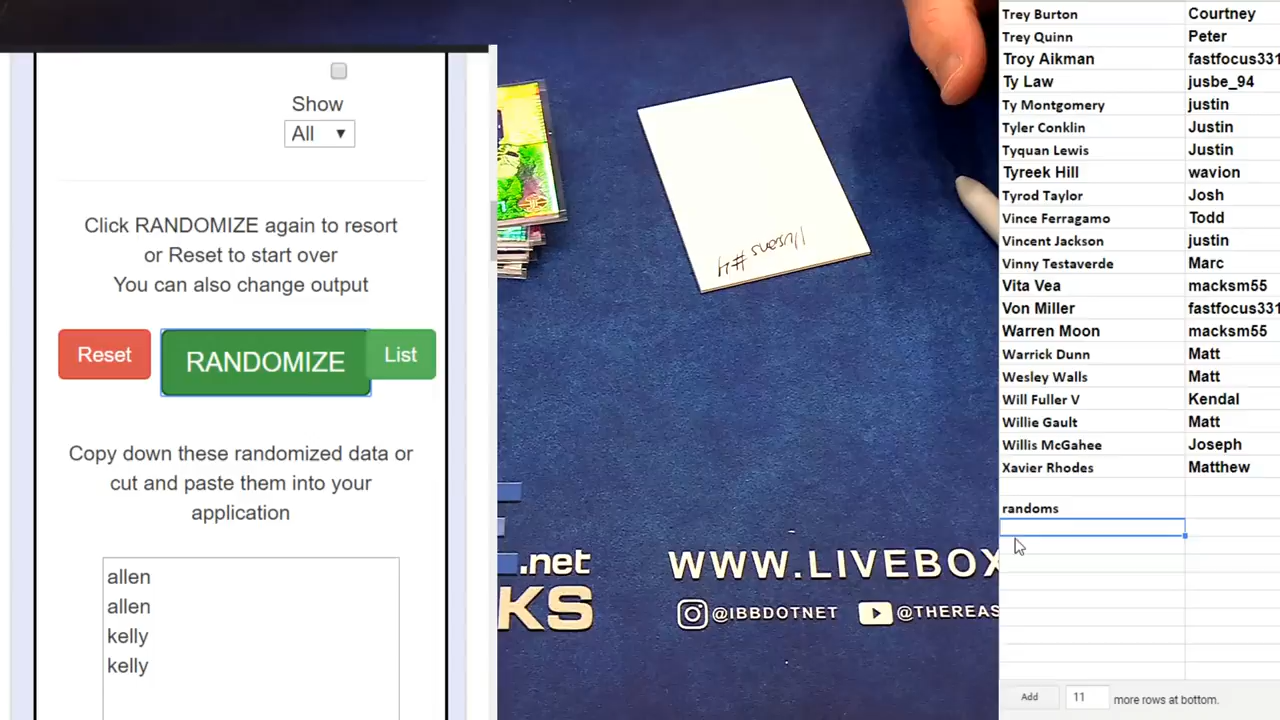 Show
All
Click RANDOMIZE again to resort
or Reset to start over
You can also change output
Reset
RANDOMIZE
List
Copy down these randomized data or
cut and paste them into your
application
allen
allen
kelly
kelly
Illusions #4
.net
KS
WWW.LIVEBOX
@IBBDOTNET
@THEREAS
Trey Burton Courtney
Trey Quinn Peter
Troy Aikman fastfocus331
Ty Law jusbe_94
Ty Montgomery justin
Tyler Conklin Justin
Tyquan Lewis Justin
Tyreek Hill wavion
Tyrod Taylor Josh
Vince Ferragamo Todd
Vincent Jackson justin
Vinny Testaverde Marc
Vita Vea macksm55
Von Miller fastfocus331
Warren Moon macksm55
Warrick Dunn Matt
Wesley Walls Matt
Will Fuller V Kendal
Willie Gault Matt
Willis McGahee Joseph
Xavier Rhodes Matthew
randoms
Add 11 more rows at bottom.